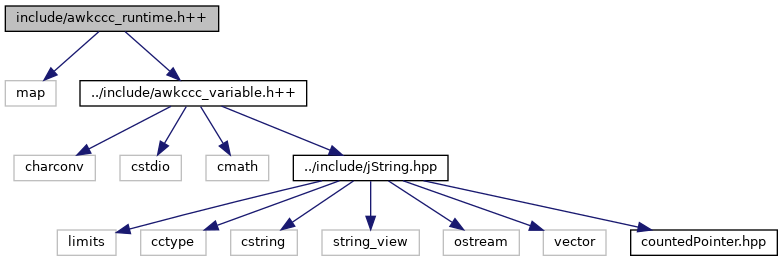 include/awkccc_runtime.h++
map
../include/awkccc_variable.h++
charconv
cstdio
cmath
../include/jString.hpp
limits
cctype
cstring
string_view
ostream
vector
countedPointer.hpp